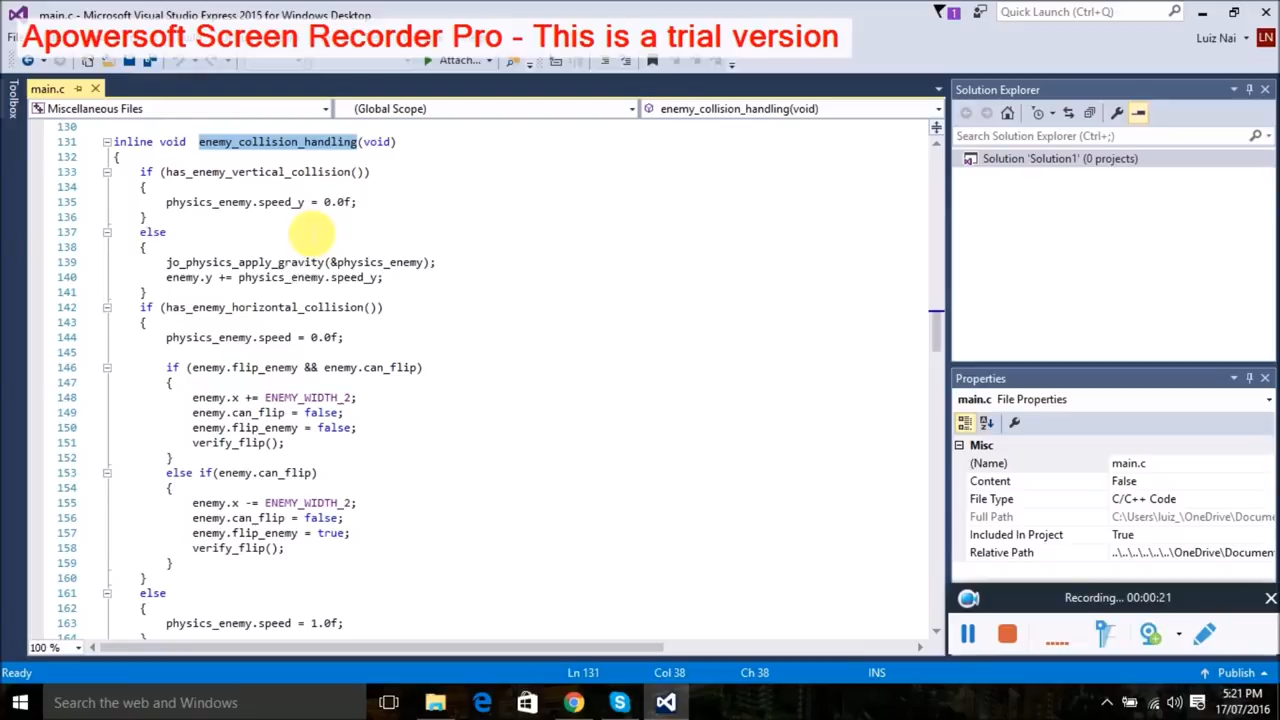 main.c - Microsoft Visual Studio Express 2015 for Windows Desktop
1
Quick Launch (Ctrl+Q)
Apowersoft Screen Recorder Pro - This is a trial version
Luiz Nai
LN
Attach...
Toolbox
main.c
Solution Explorer
Miscellaneous Files
(Global Scope)
enemy_collision_handling(void)
Search Solution Explorer (Ctrl+;)
Solution 'Solution1' (0 projects)
130
131 inline void  enemy_collision_handling(void)
132 {
133 if (has_enemy_vertical_collision())
134 {
135 physics_enemy.speed_y = 0.0f;
136 }
137 else
138 {
139 jo_physics_apply_gravity(&physics_enemy);
140 enemy.y += physics_enemy.speed_y;
141 }
142 if (has_enemy_horizontal_collision())
143 {
144 physics_enemy.speed = 0.0f;
145
146 if (enemy.flip_enemy && enemy.can_flip)
147 {
148 enemy.x += ENEMY_WIDTH_2;
149 enemy.can_flip = false;
150 enemy.flip_enemy = false;
151 verify_flip();
152 }
153 else if(enemy.can_flip)
154 {
155 enemy.x -= ENEMY_WIDTH_2;
156 enemy.can_flip = false;
157 enemy.flip_enemy = true;
158 verify_flip();
159 }
160 }
161 else
162 {
163 physics_enemy.speed = 1.0f;
164 }
100 %
Properties
main.c File Properties
Misc
(Name) main.c
Content False
File Type C/C++ Code
Full Path C:\Users\luiz_\OneDrive\Docume
Included In Project True
Relative Path ..\..\..\..\..\OneDrive\Documen
Recording... 00:00:21
Ready
Ln 131
Col 38
Ch 38
INS
Publish
Search the web and Windows
5:21 PM
17/07/2016